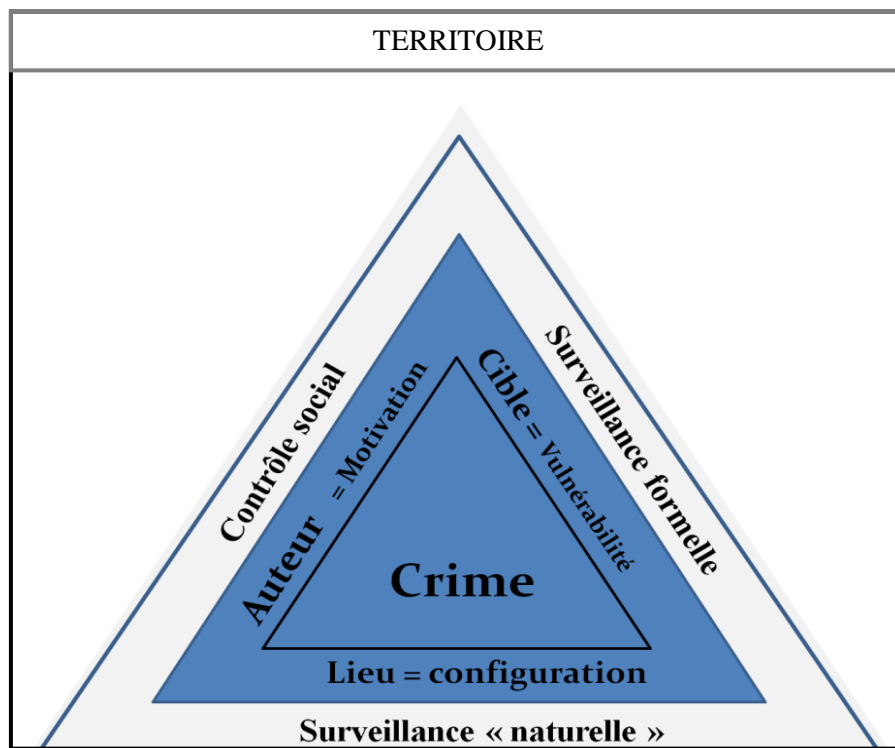 TERRITOIRE
Contrôle social
Surveillance formelle
Auteur = Motivation
Cible = Vulnérabilité
Crime
Lieu = configuration
Surveillance « naturelle »